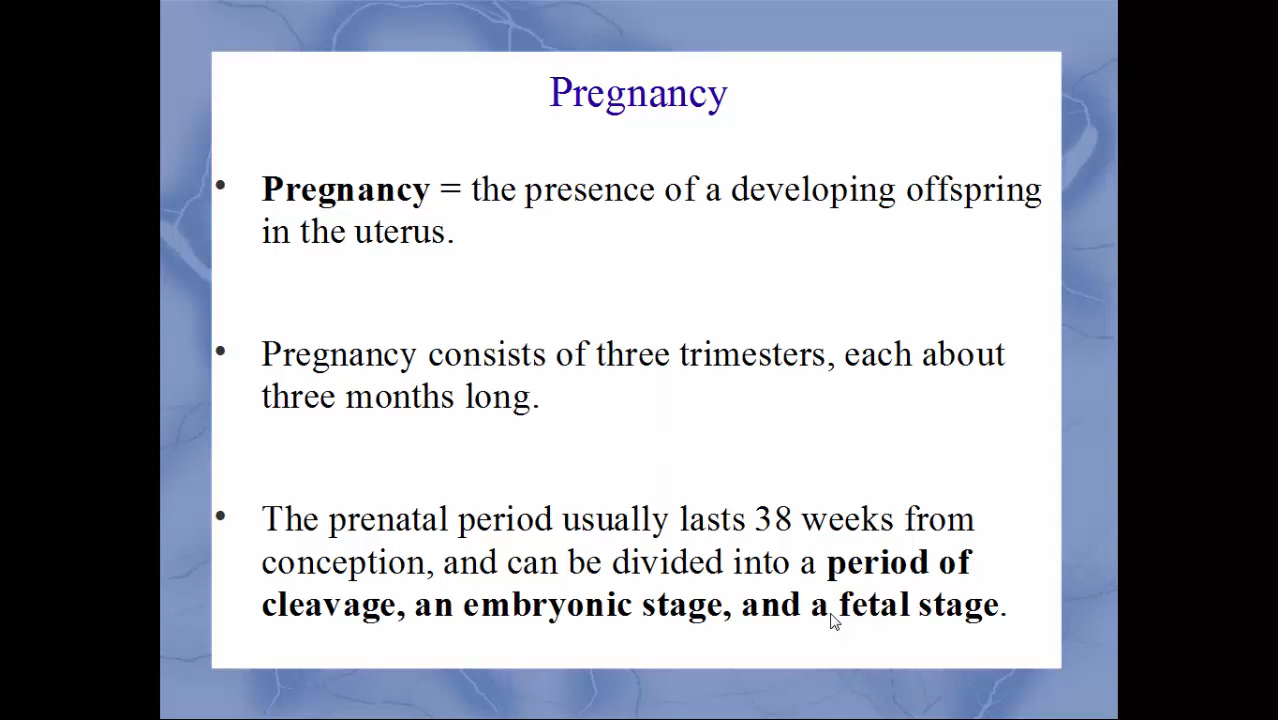 Pregnancy
• Pregnancy = the presence of a developing offspring
in the uterus.
• Pregnancy consists of three trimesters, each about
three months long.
• The prenatal period usually lasts 38 weeks from
conception, and can be divided into a period of
cleavage, an embryonic stage, and a fetal stage.